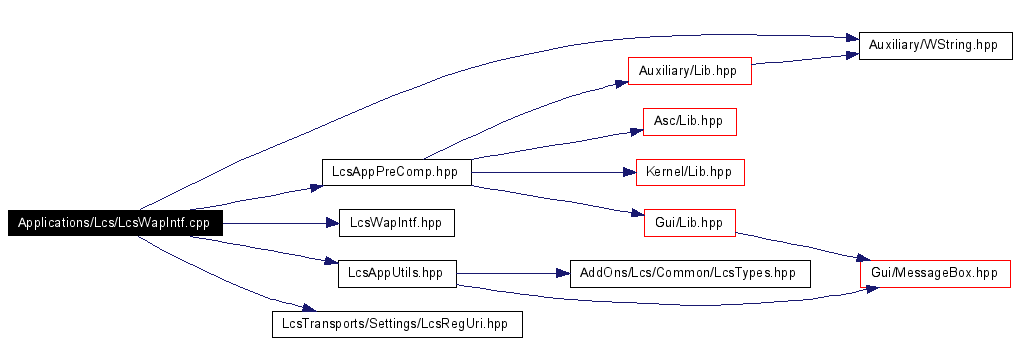 Auxiliary/WString.hpp
Auxiliary/Lib.hpp
Asc/Lib.hpp
LcsAppPreComp.hpp
Kernel/Lib.hpp
Applications/Lcs/LcsWapIntf.cpp
LcsWapIntf.hpp
Gui/Lib.hpp
LcsAppUtils.hpp
AddOns/Lcs/Common/LcsTypes.hpp
Gui/MessageBox.hpp
LcsTransports/Settings/LcsRegUri.hpp